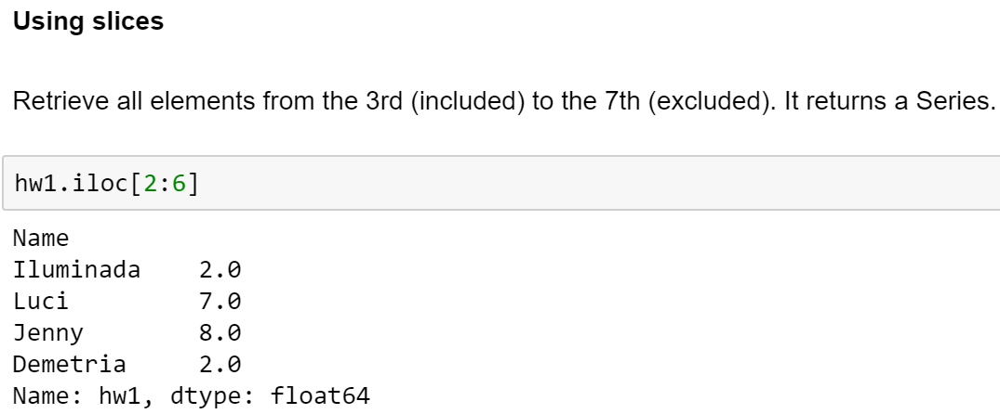 Using slices
Retrieve all elements from the 3rd (included) to the 7th (excluded). It returns a Series.
hw1.iloc[2:6]
Name
Iluminada    2.0
Luci         7.0
Jenny        8.0
Demetria     2.0
Name: hw1, dtype: float64